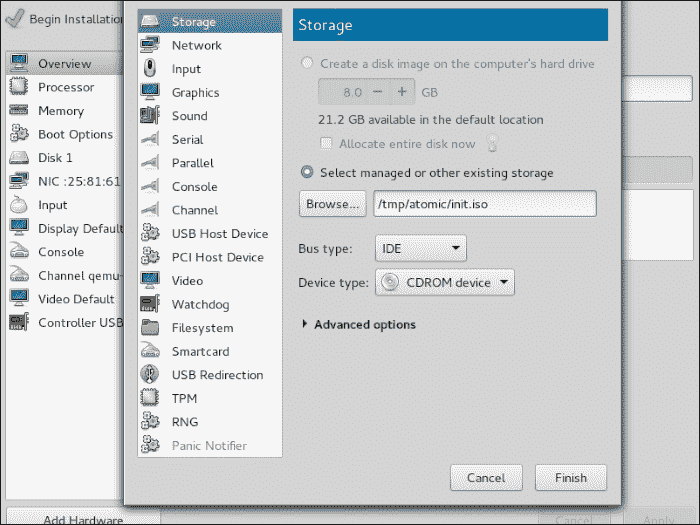 Begin Installation
Overview
Processor
Memory
Boot Options
Disk 1
NIC :25:81:61
Input
Display Default
Console
Channel qemu-
Video Default
Controller USB
Add Hardware
Storage
Network
Input
Graphics
Sound
Serial
Parallel
Console
Channel
USB Host Device
PCI Host Device
Video
Watchdog
Filesystem
Smartcard
USB Redirection
TPM
RNG
Panic Notifier
Storage
Create a disk image on the computer's hard drive
8.0 − + GB
21.2 GB available in the default location
Allocate entire disk now
Select managed or other existing storage
Browse... /tmp/atomic/init.iso
Bus type: IDE
Device type: CDROM device
Advanced options
Cancel Finish
Cancel Apply